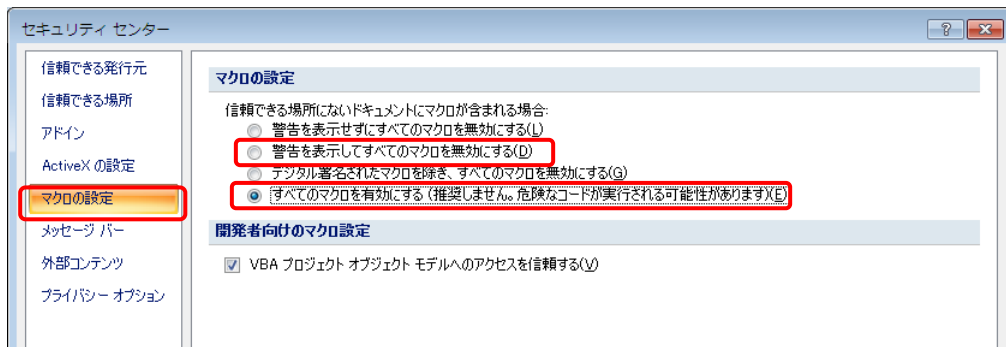 セキュリティ センター
信頼できる発行元
信頼できる場所
アドイン
ActiveX の設定
マクロの設定
メッセージ バー
外部コンテンツ
プライバシー オプション
マクロの設定
信頼できる場所にないドキュメントにマクロが含まれる場合:
警告を表示せずにすべてのマクロを無効にする(L)
警告を表示してすべてのマクロを無効にする(D)
デジタル署名されたマクロを除き、すべてのマクロを無効にする(G)
すべてのマクロを有効にする (推奨しません。危険なコードが実行される可能性があります)(E)
開発者向けのマクロ設定
VBA プロジェクト オブジェクト モデルへのアクセスを信頼する(V)